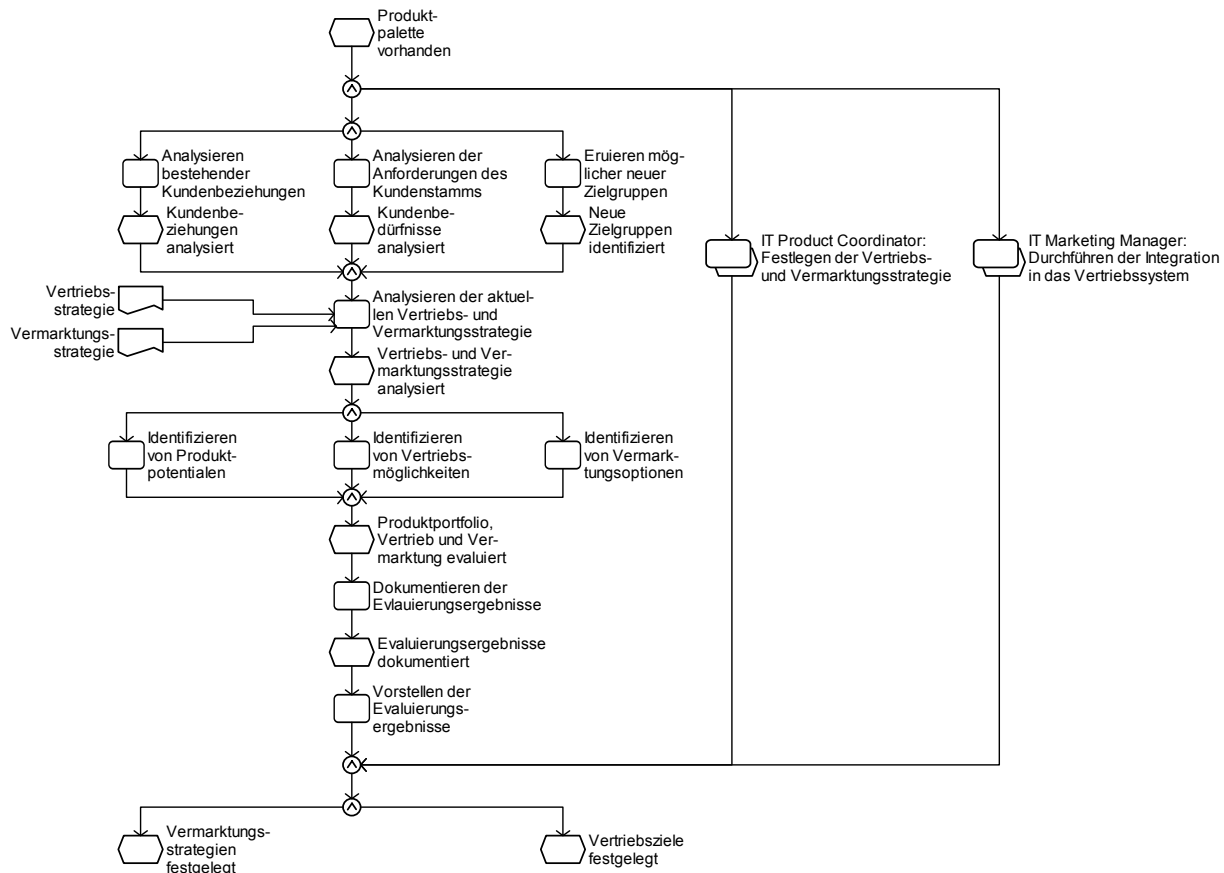 Produkt-
palette
vorhanden
Analysieren
bestehender
Kundenbeziehungen
Analysieren der
Anforderungen des
Kundenstamms
Eruieren mög-
licher neuer
Zielgruppen
Kundenbe-
ziehungen
analysiert
Kundenbe-
dürfnisse
analysiert
Neue
Zielgruppen
identifiziert
IT Product Coordinator:
Festlegen der Vertriebs-
und Vermarktungsstrategie
IT Marketing Manager:
Durchführen der Integration
in das Vertriebssystem
Vertriebs-
strategie
Vermarktungs-
strategie
Analysieren der aktuel-
len Vertriebs- und
Vermarktungsstrategie
Vertriebs- und Ver-
marktungsstrategie
analysiert
Identifizieren
von Produkt-
potentialen
Identifizieren
von Vertriebs-
möglichkeiten
Identifizieren
von Vermark-
tungsoptionen
Produktportfolio,
Vertrieb und Ver-
marktung evaluiert
Dokumentieren der
Evlauierungsergebnisse
Evaluierungsergebnisse
dokumentiert
Vorstellen der
Evaluierungs-
ergebnisse
Vermarktungs-
strategien
festgelegt
Vertriebsziele
festgelegt